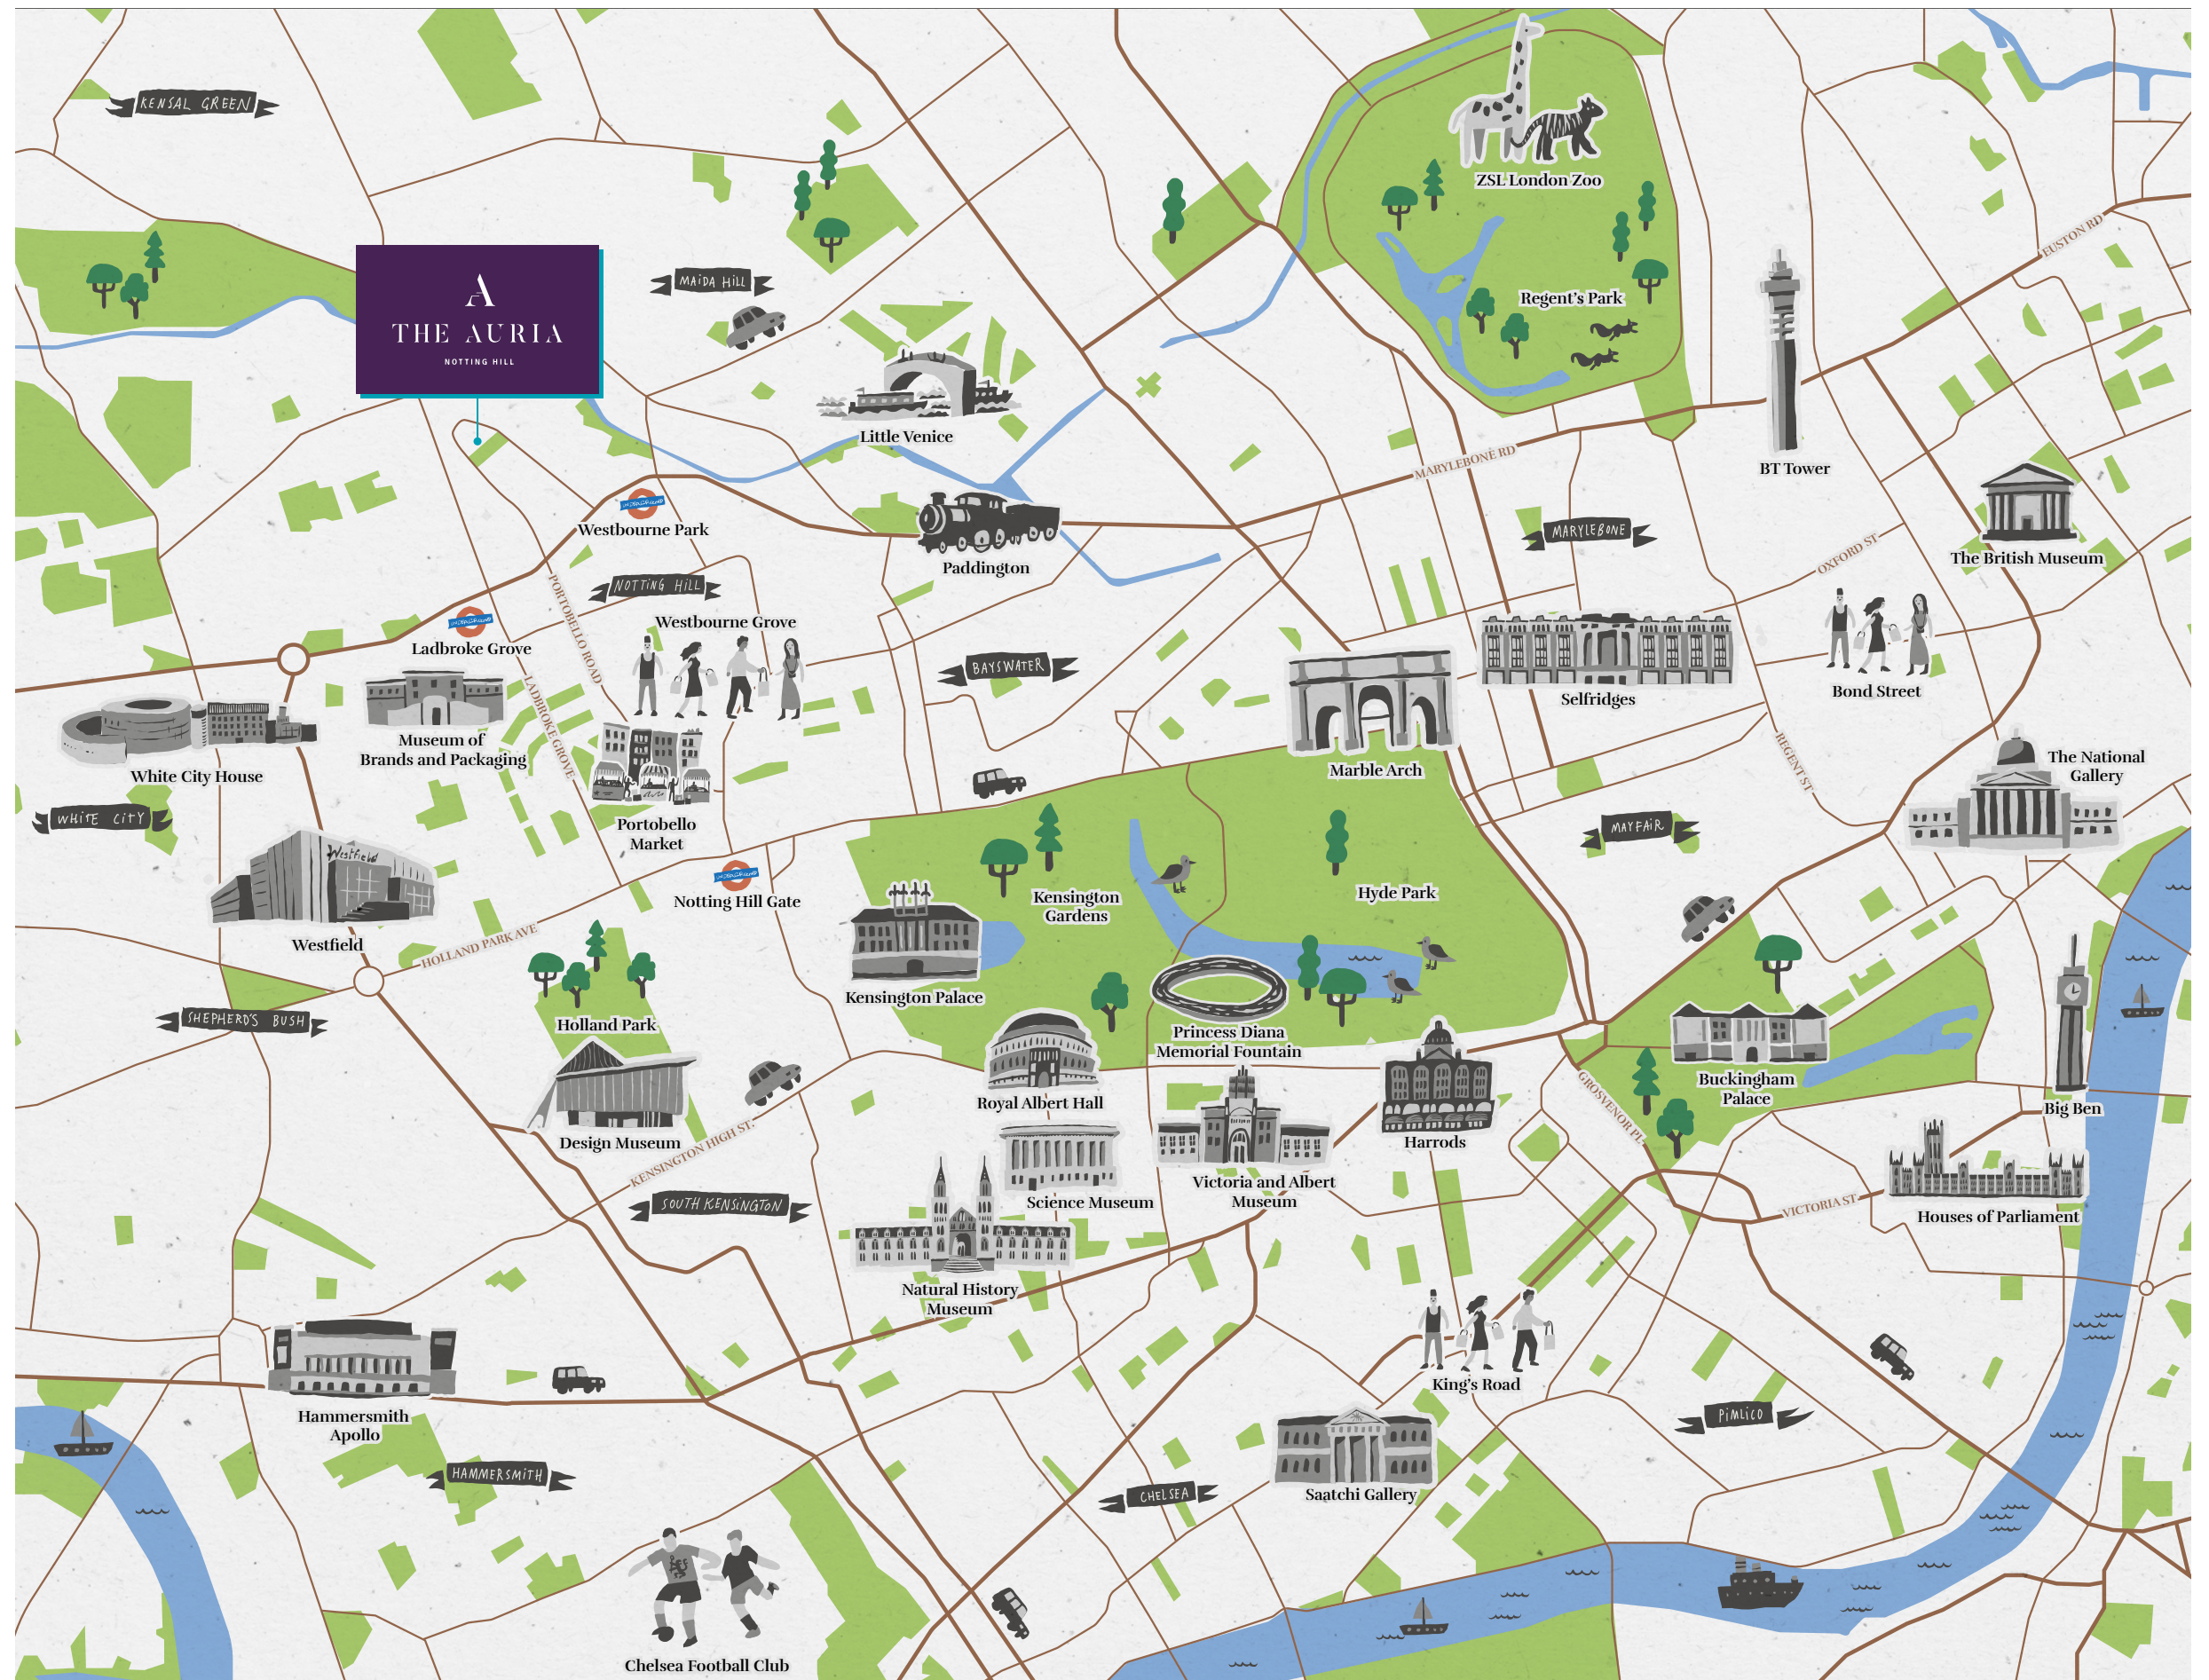 KENSAL GREEN
ZSL London Zoo
EUSTON RD
MAIDA HILL
A
THE AURIA
NOTTING HILL
Regent's Park
Little Venice
MARYLEBONE RD
BT Tower
UNDERGROUND
Westbourne Park
MARYLEBONE
OXFORD ST
The British Museum
Paddington
NOTTING HILL
PORTOBELLO ROAD
UNDERGROUND
Ladbroke Grove
Westbourne Grove
BAYSWATER
Selfridges
Bond Street
LADBROKE GROVE
Museum of
Brands and Packaging
White City House
Marble Arch
REGENT ST
The National
Gallery
WHITE CITY
Portobello
Market
MAYFAIR
Westfield
Westfield
UNDERGROUND
Notting Hill Gate
Kensington
Gardens
Hyde Park
HOLLAND PARK AVE
Kensington Palace
SHEPHERD'S BUSH
Holland Park
Princess Diana
Memorial Fountain
Buckingham
Palace
GROSVENOR PL
Big Ben
Royal Albert Hall
Design Museum
KENSINGTON HIGH ST.
Harrods
Victoria and Albert
Museum
Science Museum
SOUTH KENSINGTON
VICTORIA ST
Houses of Parliament
Natural History
Museum
King's Road
Hammersmith
Apollo
PIMLICO
HAMMERSMITH
CHELSEA
Saatchi Gallery
Chelsea Football Club